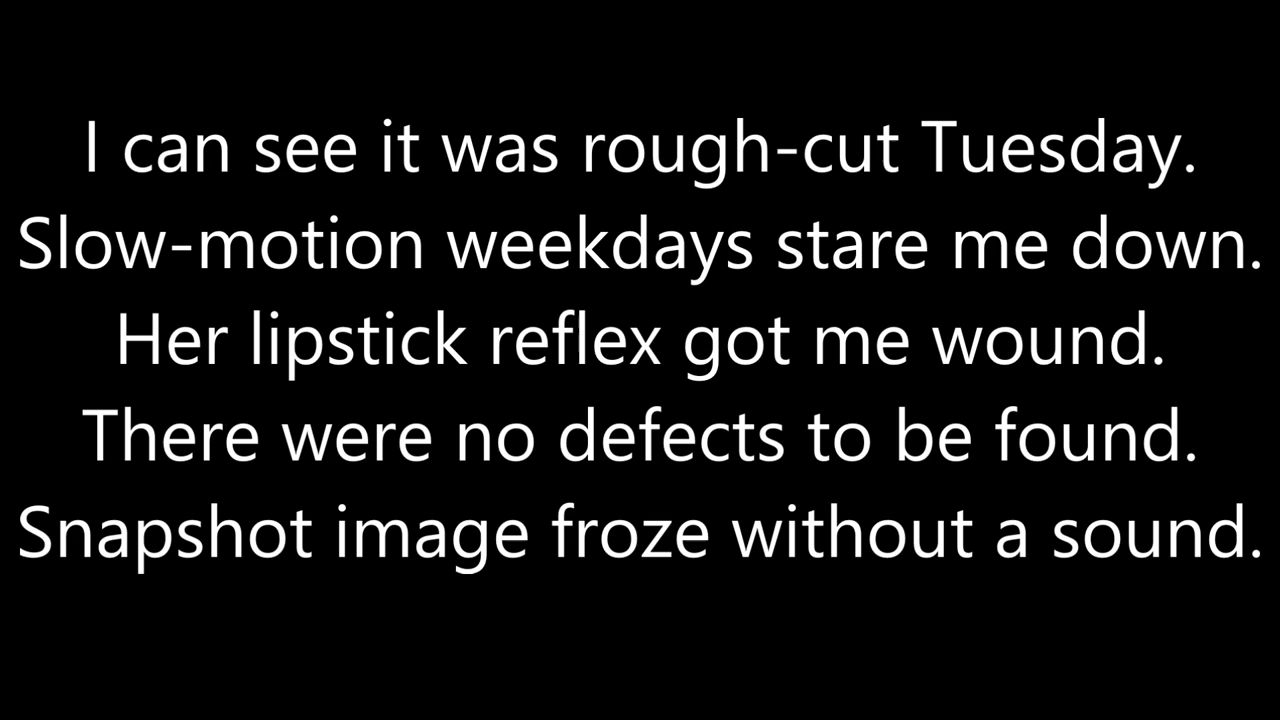 I can see it was rough-cut Tuesday.
Slow-motion weekdays stare me down.
Her lipstick reflex got me wound.
There were no defects to be found.
Snapshot image froze without a sound.